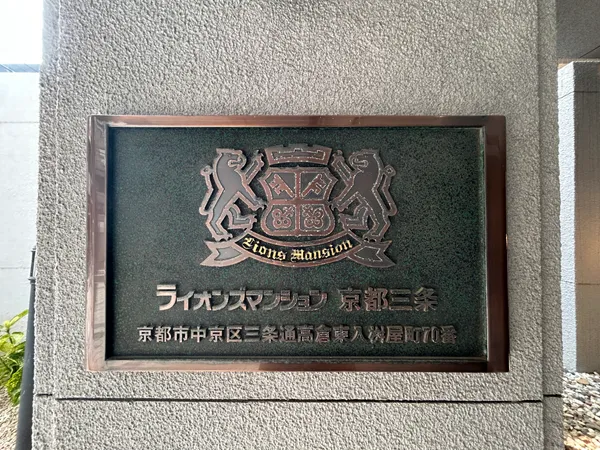 Lions Mansion
ライオンズマンション 京都三条
京都市中京区三条通高倉東入桝屋町70番